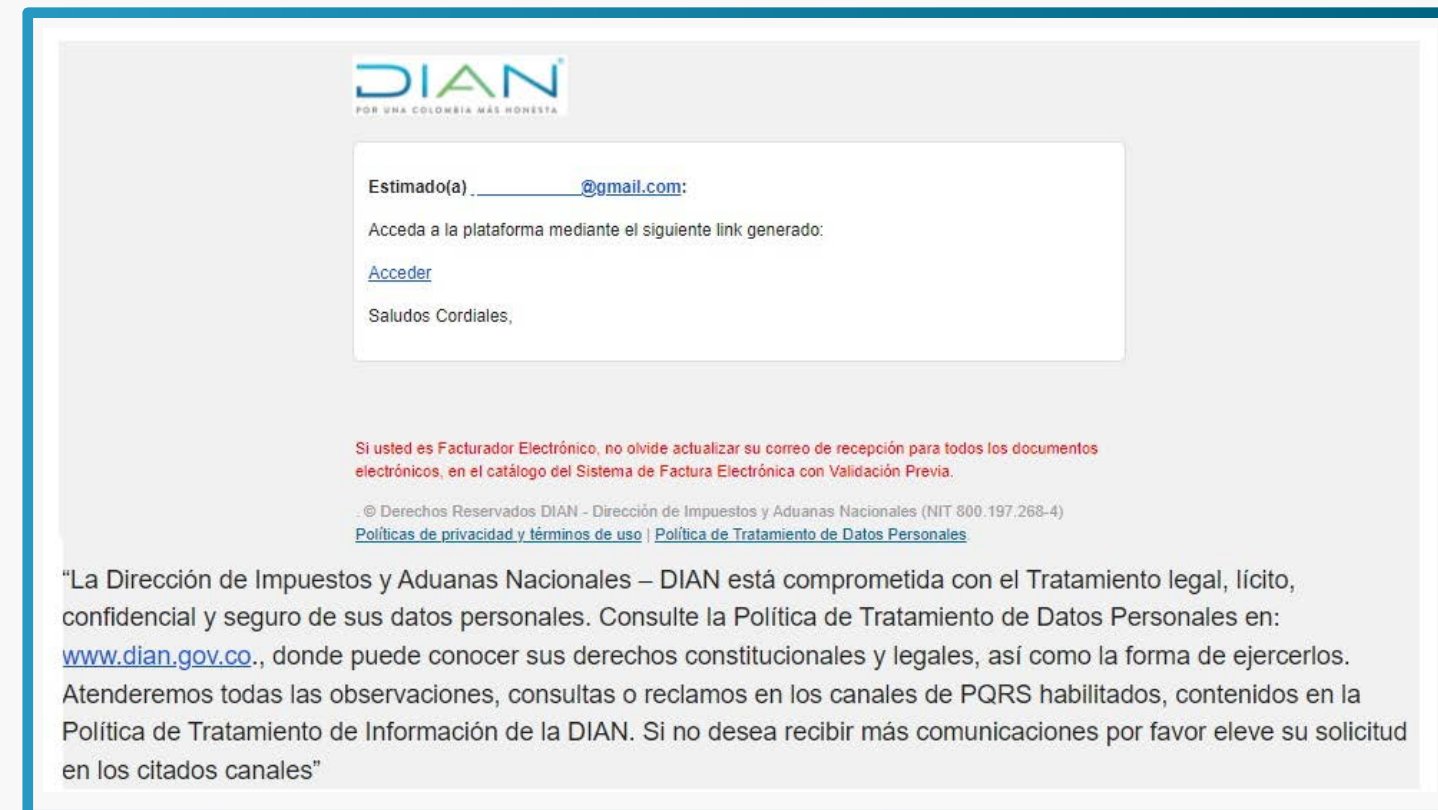 DIAN
POR UNA COLOMBIA MÁS HONESTA
Estimado(a) @gmail.com:
Acceda a la plataforma mediante el siguiente link generado:
Acceder
Saludos Cordiales,
Si usted es Facturador Electrónico, no olvide actualizar su correo de recepción para todos los documentos
electrónicos, en el catálogo del Sistema de Factura Electrónica con Validación Previa.
. © Derechos Reservados DIAN - Dirección de Impuestos y Aduanas Nacionales (NIT 800.197.268-4)
Políticas de privacidad y términos de uso | Política de Tratamiento de Datos Personales.
“La Dirección de Impuestos y Aduanas Nacionales – DIAN está comprometida con el Tratamiento legal, lícito,
confidencial y seguro de sus datos personales. Consulte la Política de Tratamiento de Datos Personales en:
www.dian.gov.co., donde puede conocer sus derechos constitucionales y legales, así como la forma de ejercerlos.
Atenderemos todas las observaciones, consultas o reclamos en los canales de PQRS habilitados, contenidos en la
Política de Tratamiento de Información de la DIAN. Si no desea recibir más comunicaciones por favor eleve su solicitud
en los citados canales”